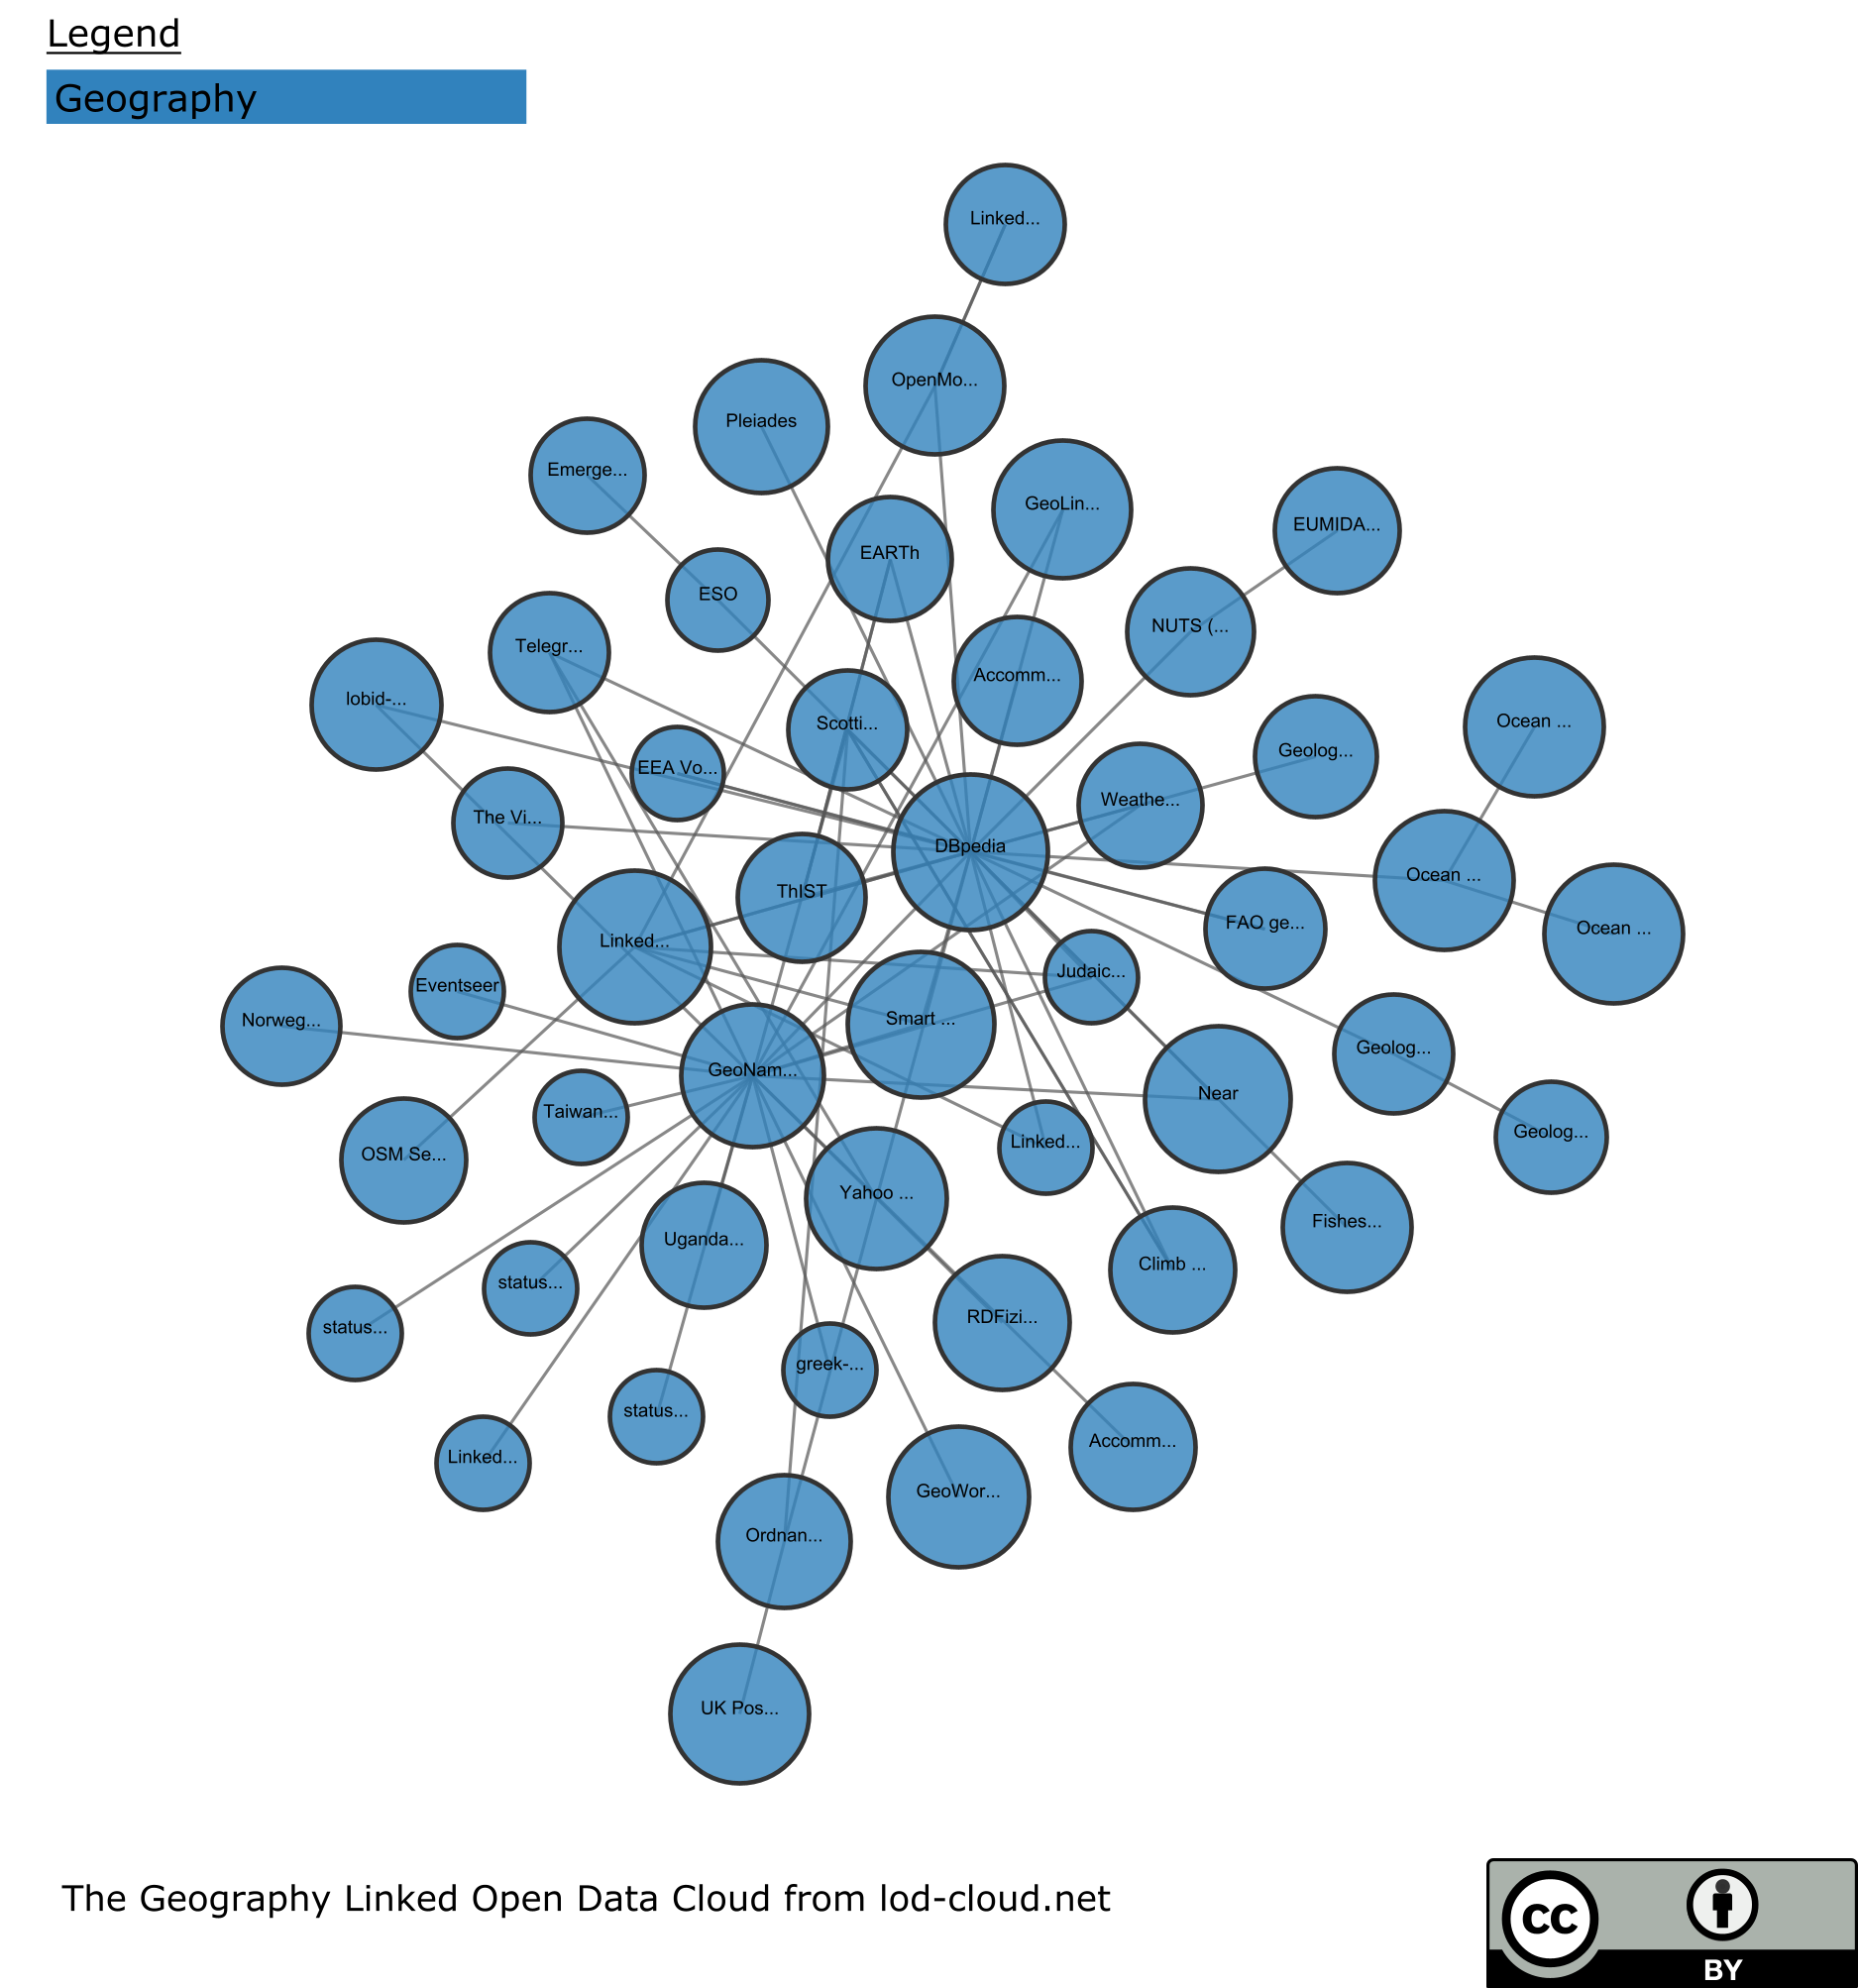 Legend
Geography
Linked...
OpenMo...
Pleiades
Emerge...
GeoLin...
EUMIDA...
EARTh
ESO
NUTS (...
Telegr...
Accomm...
lobid-...
Scotti...
Ocean ...
Geolog...
EEA Vo...
Weathe...
The Vi...
DBpedia
Ocean ...
ThIST
FAO ge...
Ocean ...
Linked...
Judaic...
Eventseer
Norweg...
Smart ...
Geolog...
GeoNam...
Near
Taiwan...
Geolog...
OSM Se...
Linked...
Yahoo ...
Fishes...
Uganda...
Climb ...
status...
RDFizi...
status...
greek-...
status...
Accomm...
Linked...
GeoWor...
Ordnan...
UK Pos...
The Geography Linked Open Data Cloud from lod-cloud.net
cc
BY